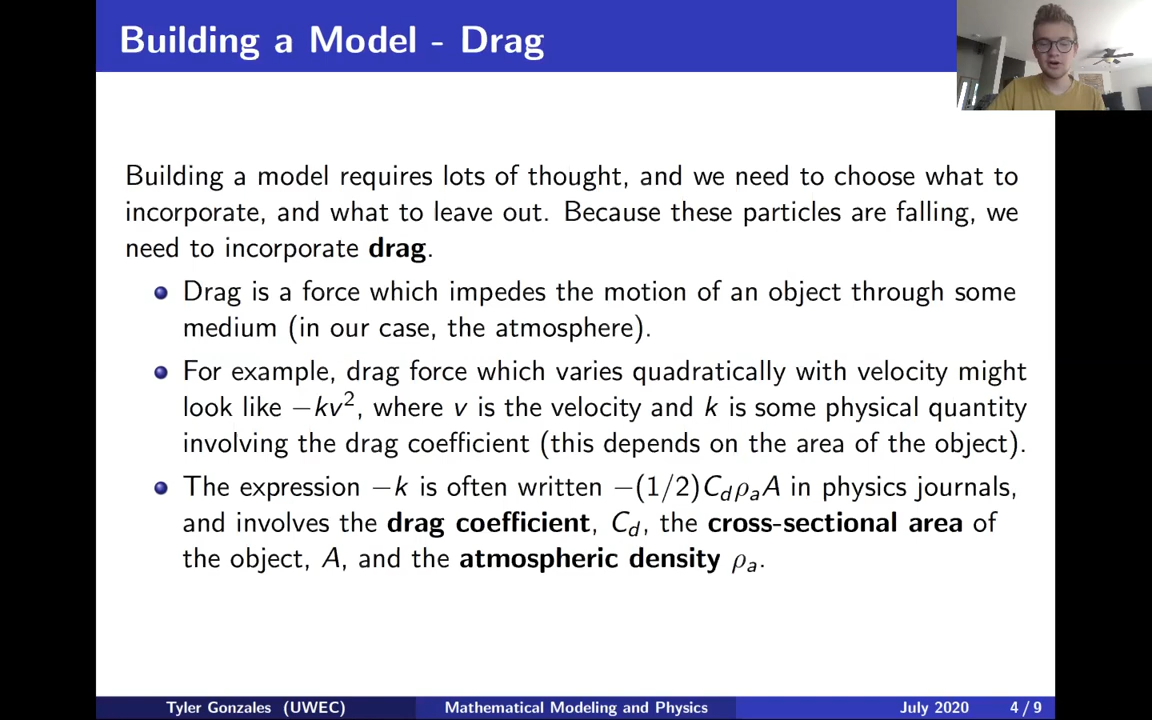 Building a Model - Drag
Building a model requires lots of thought, and we need to choose what to
incorporate, and what to leave out. Because these particles are falling, we
need to incorporate drag.
Drag is a force which impedes the motion of an object through some
medium (in our case, the atmosphere).
For example, drag force which varies quadratically with velocity might
look like −kv², where v is the velocity and k is some physical quantity
involving the drag coefficient (this depends on the area of the object).
The expression −k is often written −(1/2)C_dρ_aA in physics journals,
and involves the drag coefficient, C_d, the cross-sectional area of
the object, A, and the atmospheric density ρ_a.
Tyler Gonzales (UWEC) Mathematical Modeling and Physics July 2020 4 / 9